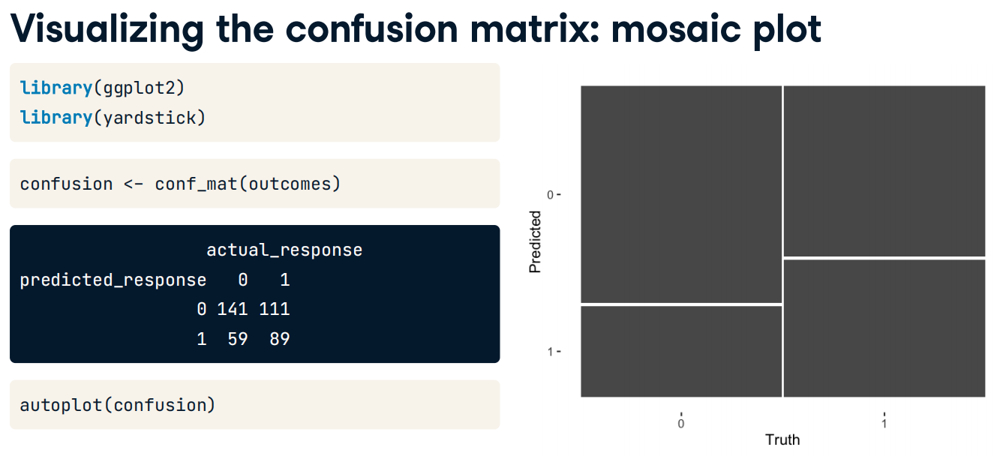 Visualizing the confusion matrix: mosaic plot
library(ggplot2)
library(yardstick)
confusion <- conf_mat(outcomes)
actual_response
predicted_response   0   1
0 141 111
1  59  89
autoplot(confusion)
Predicted
0
1
0
1
Truth